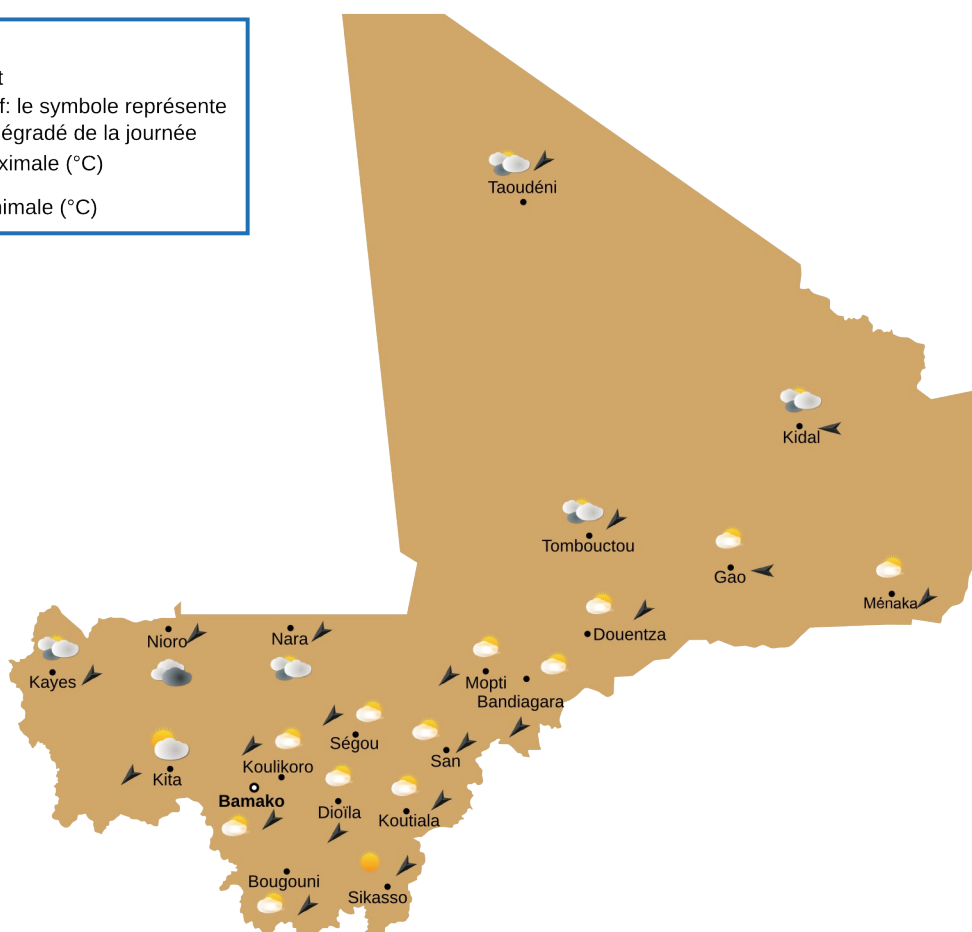 t
f: le symbole représente
égradé de la journée
ximale (°C)
imale (°C)
Taoudéni
Kidal
Tombouctou
Gao
Ménaka
Douentza
Nioro
Nara
Kayes
Mopti
Bandiagara
Ségou
San
Koulikoro
Kita
Bamako
Dioïla
Koutiala
Bougouni
Sikasso